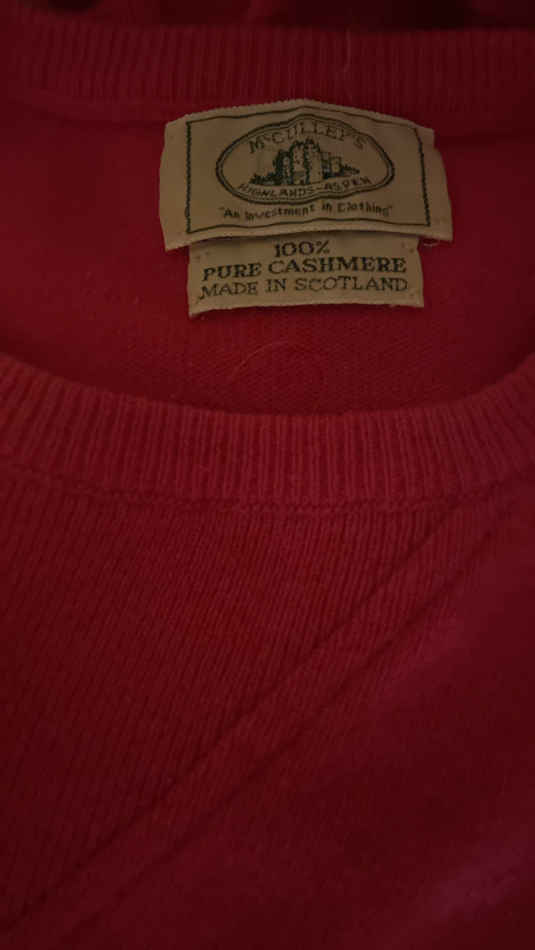 McCULLEY'S
HIGHLANDS-ASPEN
"An Investment in Clothing"
100%
PURE CASHMERE
MADE IN SCOTLAND